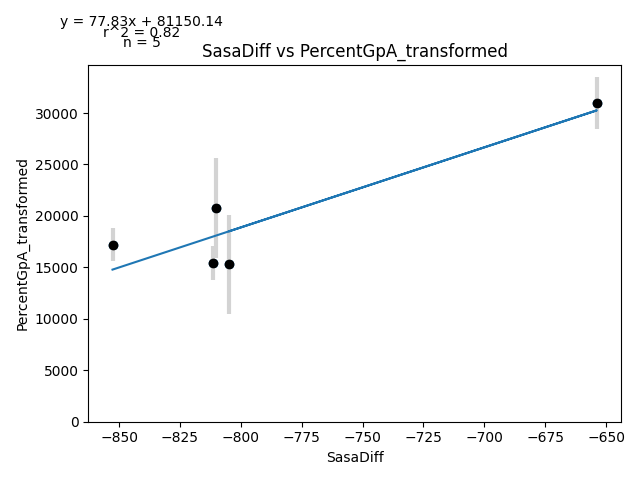 y = 77.83x + 81150.14
r^2 = 0.82
n = 5
SasaDiff vs PercentGpA_transformed
PercentGpA_transformed
30000
25000
20000
15000
10000
5000
0
−850
−825
−800
−775
−750
−725
−700
−675
−650
SasaDiff